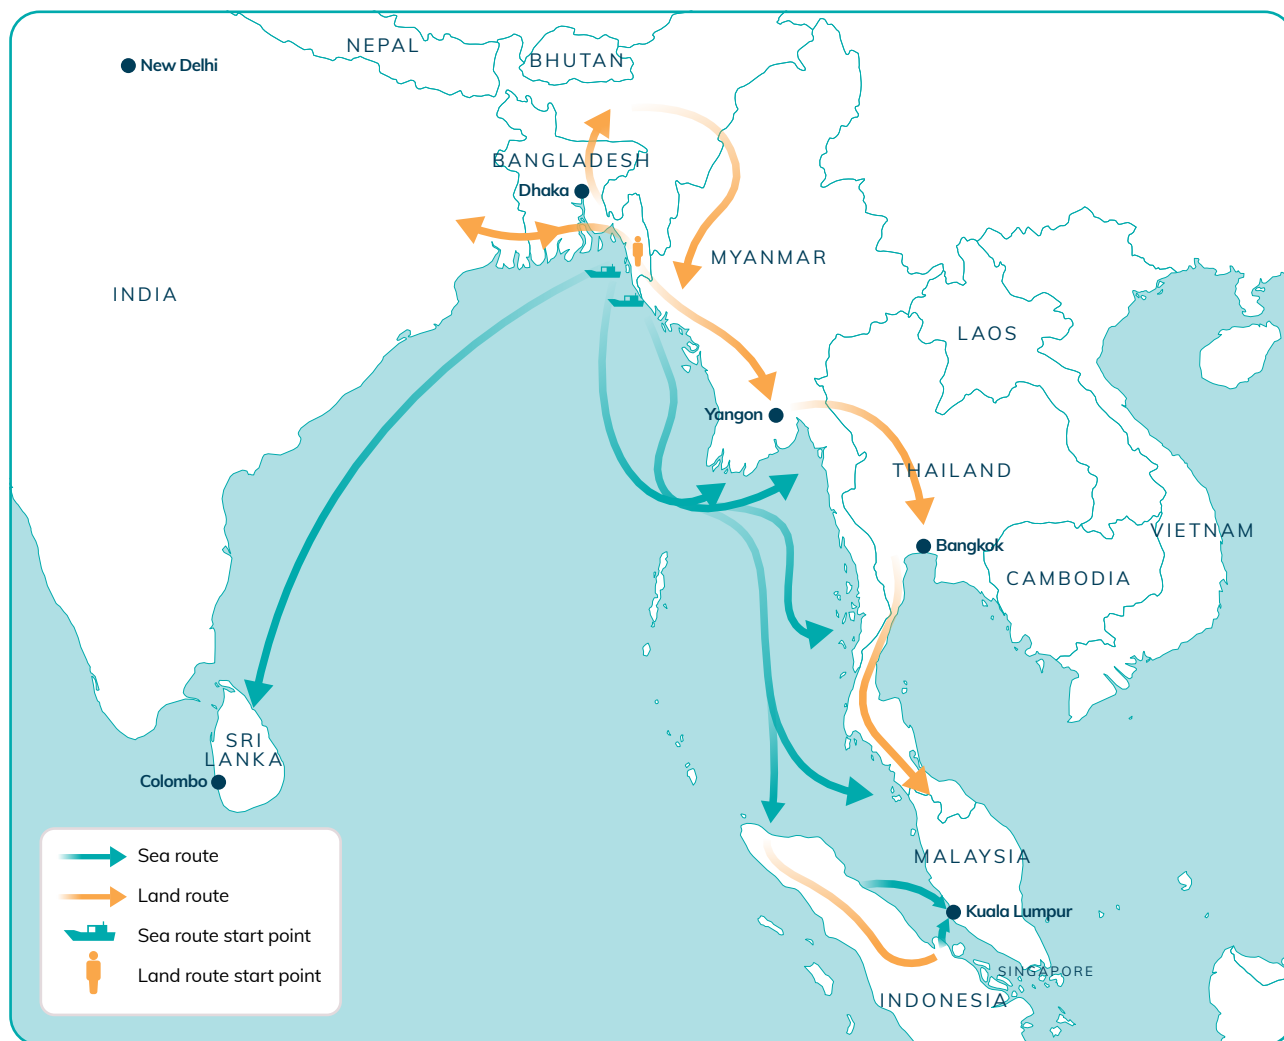 NEPAL
BHUTAN
New Delhi
BANGLADESH
Dhaka
MYANMAR
INDIA
LAOS
Yangon
THAILAND
VIETNAM
Bangkok
CAMBODIA
SRI
LANKA
Colombo
MALAYSIA
Kuala Lumpur
SINGAPORE
INDONESIA
Sea route
Land route
Sea route start point
Land route start point